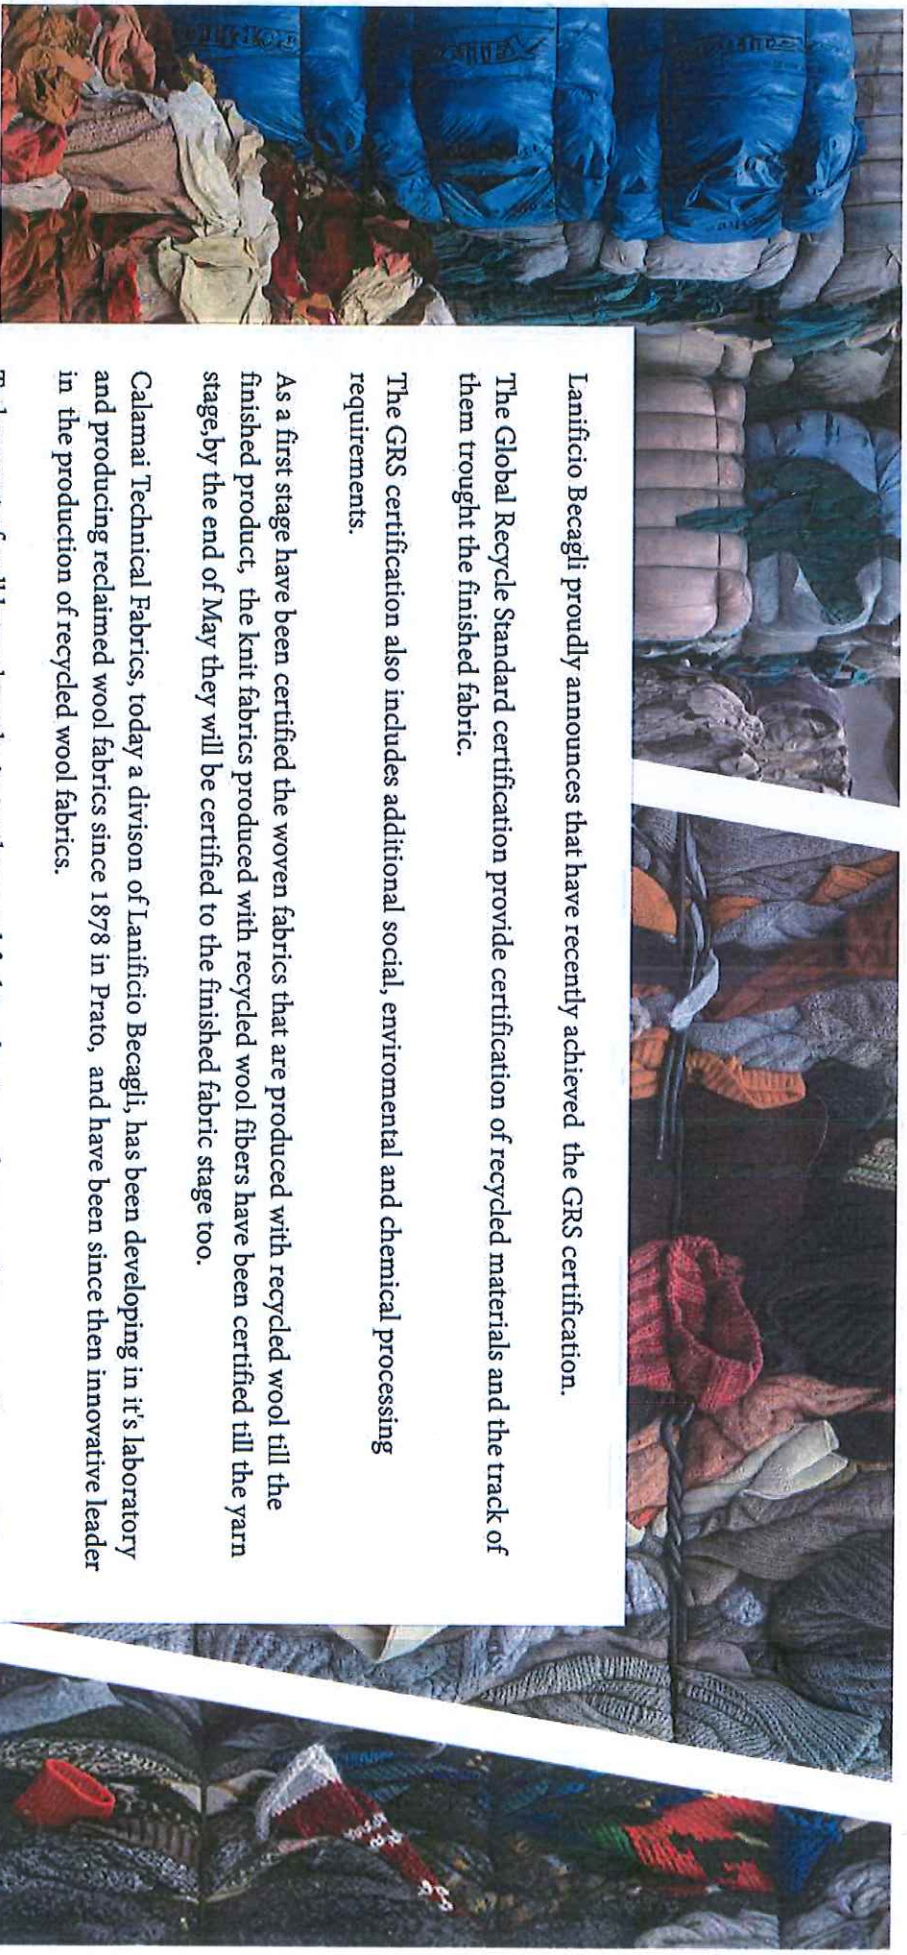 Lanificio Becagli proudly announces that have recently achieved the GRS certification.
The Global Recycle Standard certification provide certification of recycled materials and the track of
them trought the finished fabric.
The GRS certification also includes additional social, enviromental and chemical processing
requirements.
As a first stage have been certified the woven fabrics that are produced with recycled wool till the
finished product, the knit fabrics produced with recycled wool fibers have been certified till the yarn
stage,by the end of May they will be certified to the finished fabric stage too.
Calamai Technical Fabrics, today a divison of Lanificio Becagli, has been developing in it's laboratory
and producing reclaimed wool fabrics since 1878 in Prato, and have been since then innovative leader
in the production of recycled wool fabrics.